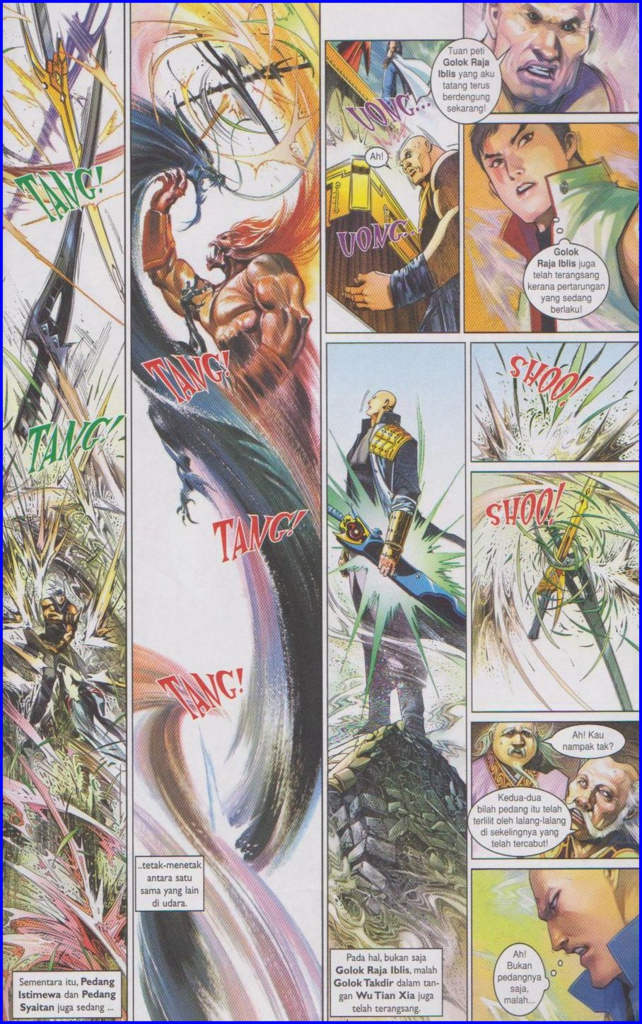 TANG!
TANG!
Sementara itu, Pedang
Istimewa dan Pedang
Syaitan juga sedang ...
TANG!
TANG!
TANG!
..tetak-menetak
antara satu
sama yang lain
di udara.
Tuan peti
Golok Raja
Iblis yang aku
tatang terus
berdengung
sekarang!
UONG...
Ah!
UONG...
Golok
Raja Iblis juga
telah terangsang
kerana pertarungan
yang sedang
berlaku!
Pada hal, bukan saja
Golok Raja Iblis, malah
Golok Takdir dalam tan-
gan Wu Tian Xia juga
telah terangsang.
SHOO!
SHOO!
Ah! Kau
nampak tak?
Kedua-dua
bilah pedang itu telah
terlilit oleh lalang-lalang
di sekelingnya yang
telah tercabut!
Ah!
Bukan
pedangnya
saja,
malah...